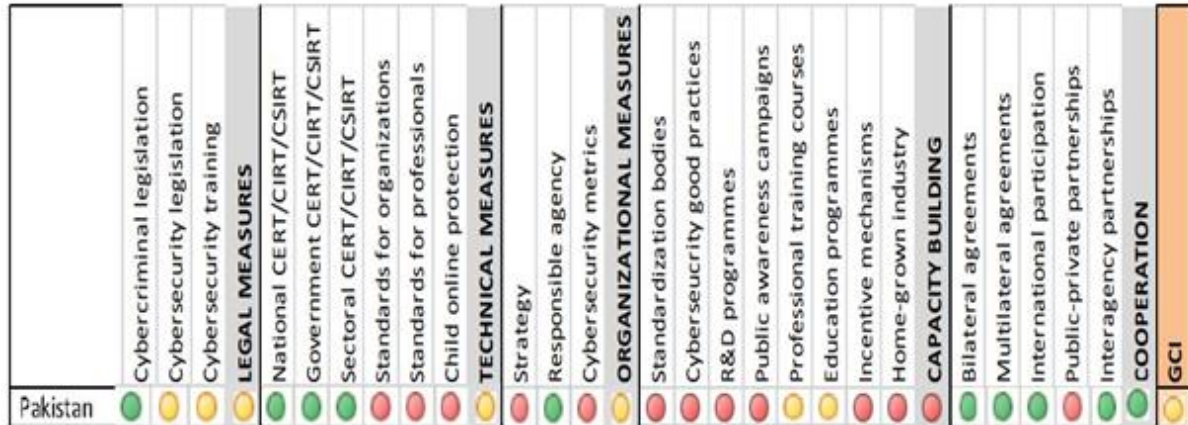 Cybercriminal legislation
Cybersecurity legislation
Cybersecurity training
LEGAL MEASURES
National CERT/CIRT/CSIRT
Government CERT/CIRT/CSIRT
Sectoral CERT/CIRT/CSIRT
Standards for organizations
Standards for professionals
Child online protection
TECHNICAL MEASURES
Strategy
Responsible agency
Cybersecurity metrics
ORGANIZATIONAL MEASURES
Standardization bodies
Cyberseucrity good practices
R&D programmes
Public awareness campaigns
Professional training courses
Education programmes
Incentive mechanisms
Home-grown industry
CAPACITY BUILDING
Bilateral agreements
Multilateral agreements
International participation
Public-private partnerships
Interagency partnerships
COOPERATION
GCI
Pakistan